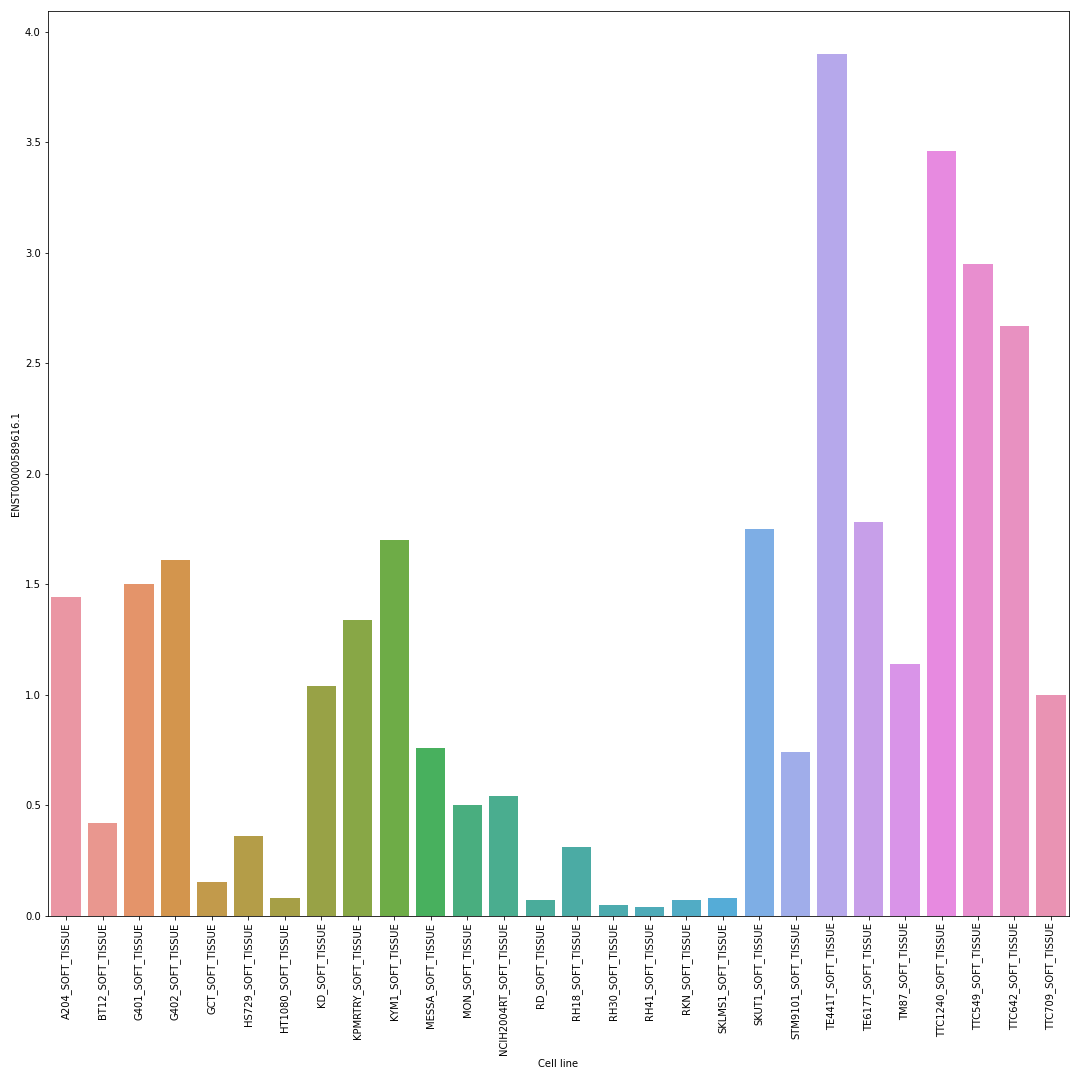 4.0
3.5
3.0
2.5
2.0
1.5
1.0
0.5
0.0
ENST00000589616.1
A204_SOFT_TISSUE
BT12_SOFT_TISSUE
G401_SOFT_TISSUE
G402_SOFT_TISSUE
GCT_SOFT_TISSUE
HS729_SOFT_TISSUE
HT1080_SOFT_TISSUE
KD_SOFT_TISSUE
KPMRTRY_SOFT_TISSUE
KYM1_SOFT_TISSUE
MESSA_SOFT_TISSUE
MON_SOFT_TISSUE
NCIH2004RT_SOFT_TISSUE
RD_SOFT_TISSUE
RH18_SOFT_TISSUE
RH30_SOFT_TISSUE
RH41_SOFT_TISSUE
RKN_SOFT_TISSUE
SKLMS1_SOFT_TISSUE
SKUT1_SOFT_TISSUE
STM9101_SOFT_TISSUE
TE441T_SOFT_TISSUE
TE617T_SOFT_TISSUE
TM87_SOFT_TISSUE
TTC1240_SOFT_TISSUE
TTC549_SOFT_TISSUE
TTC642_SOFT_TISSUE
TTC709_SOFT_TISSUE
Cell line